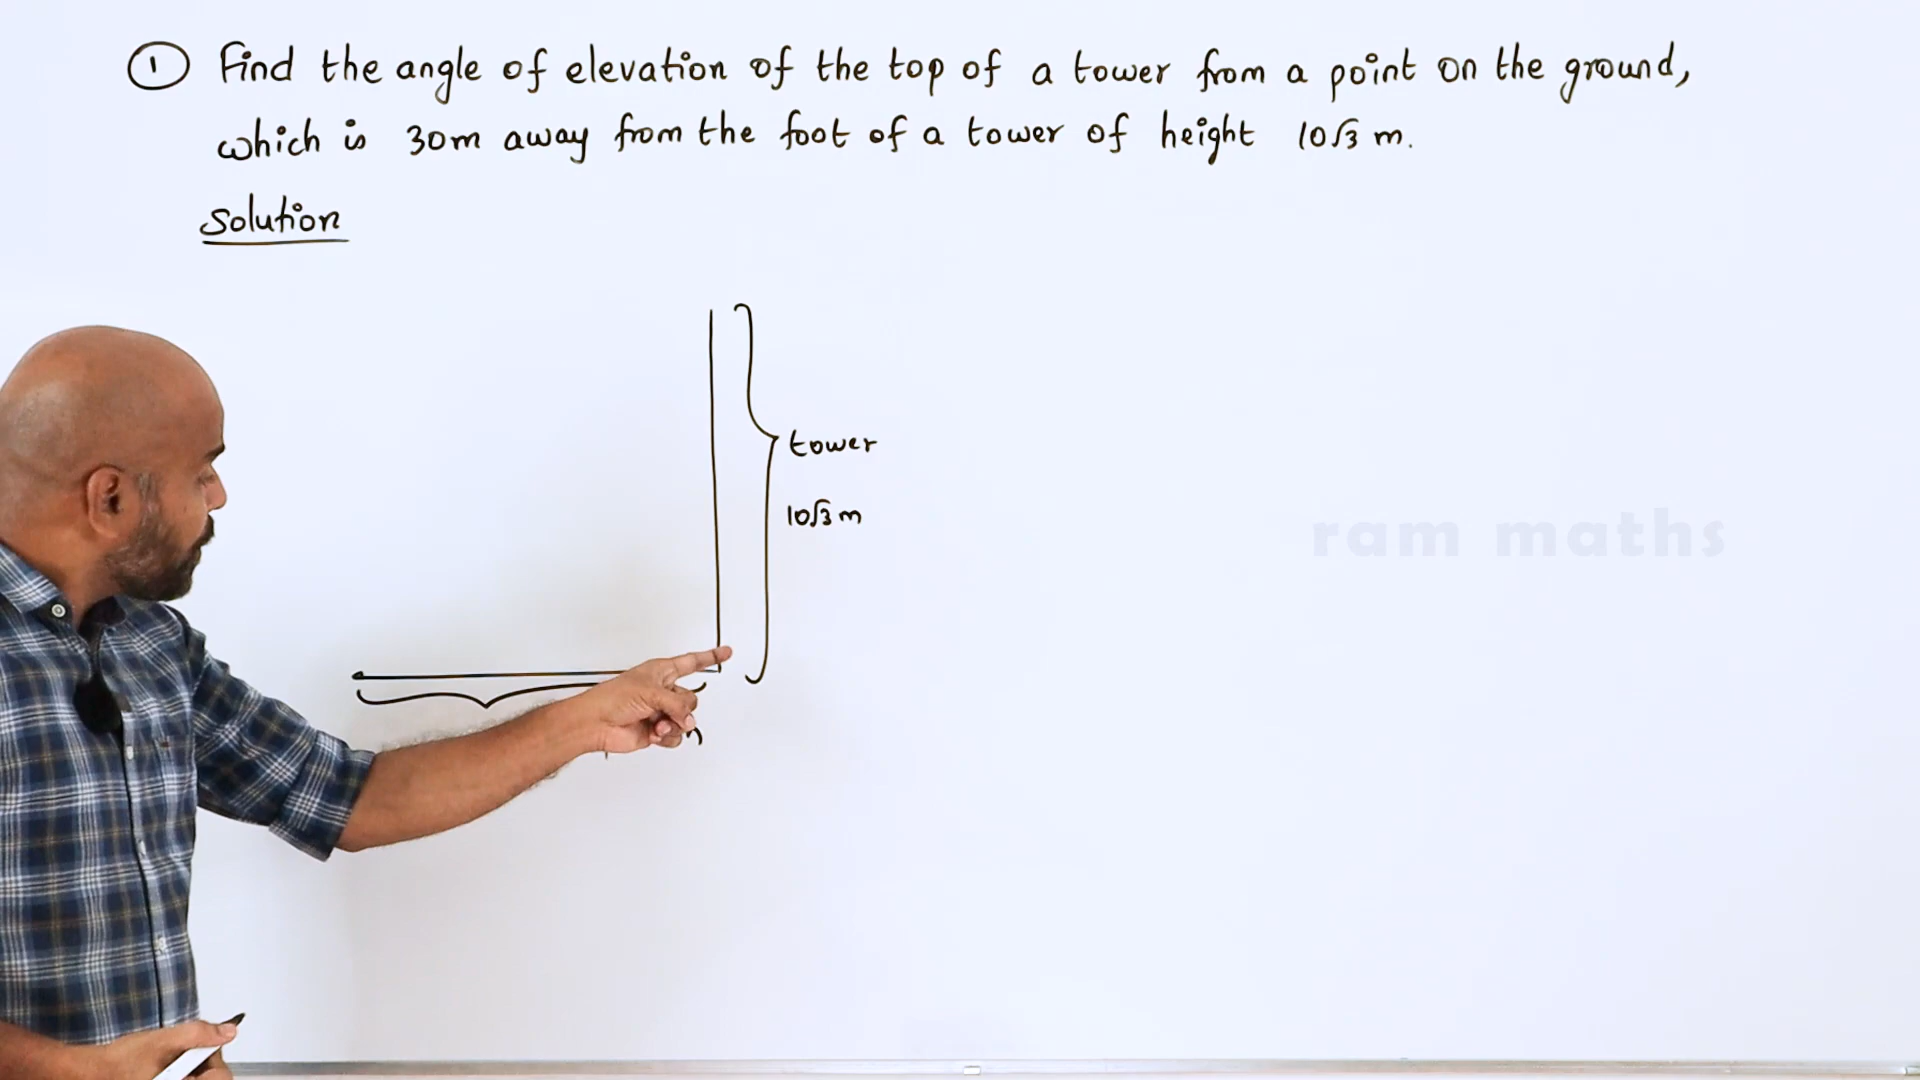 ① Find the angle of elevation of the top of a tower from a point on the ground,
which is 30m away from the foot of a tower of height 10√3 m.
Solution
tower
10√3 m
ram maths